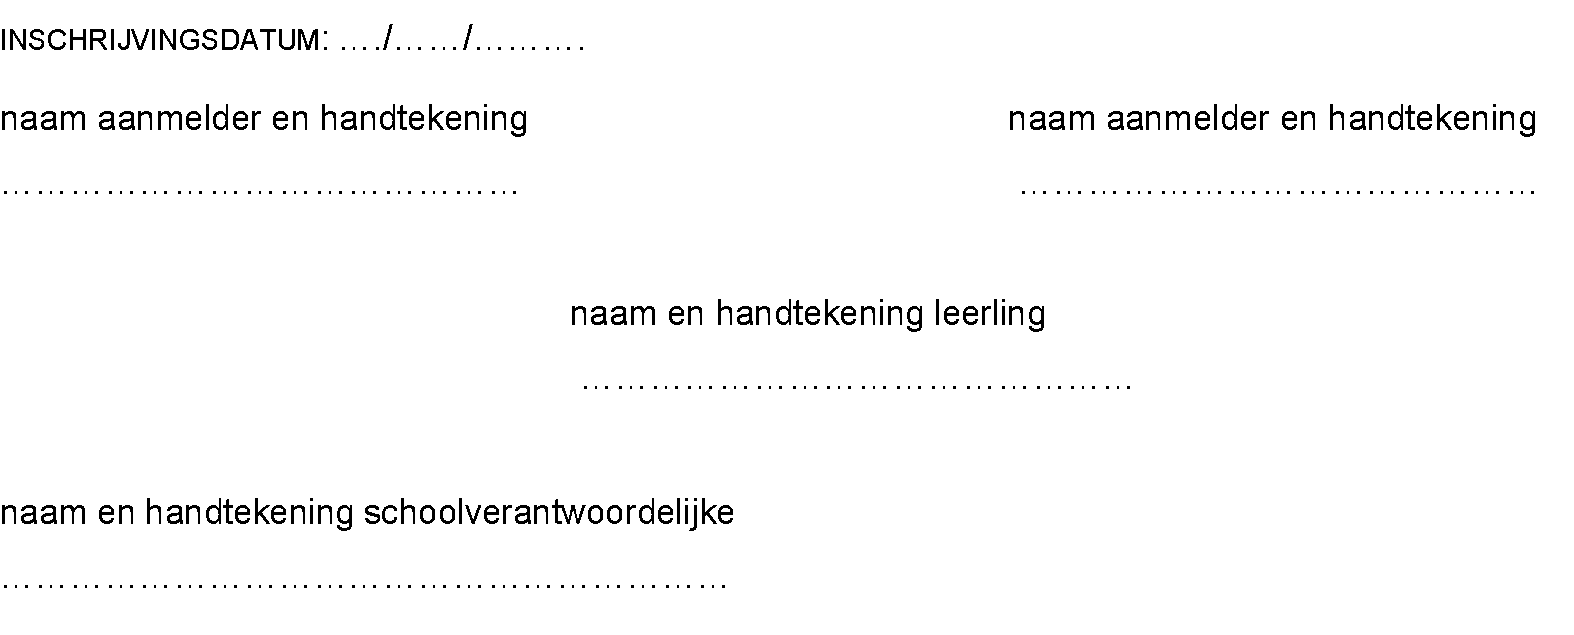 INSCHRIJVINGSDATUM: …./……/……….
naam aanmelder en handtekening naam aanmelder en handtekening
……………………………………… ………………………………………
naam en handtekening leerling
…………………………………………
naam en handtekening schoolverantwoordelijke
………………………………………………………